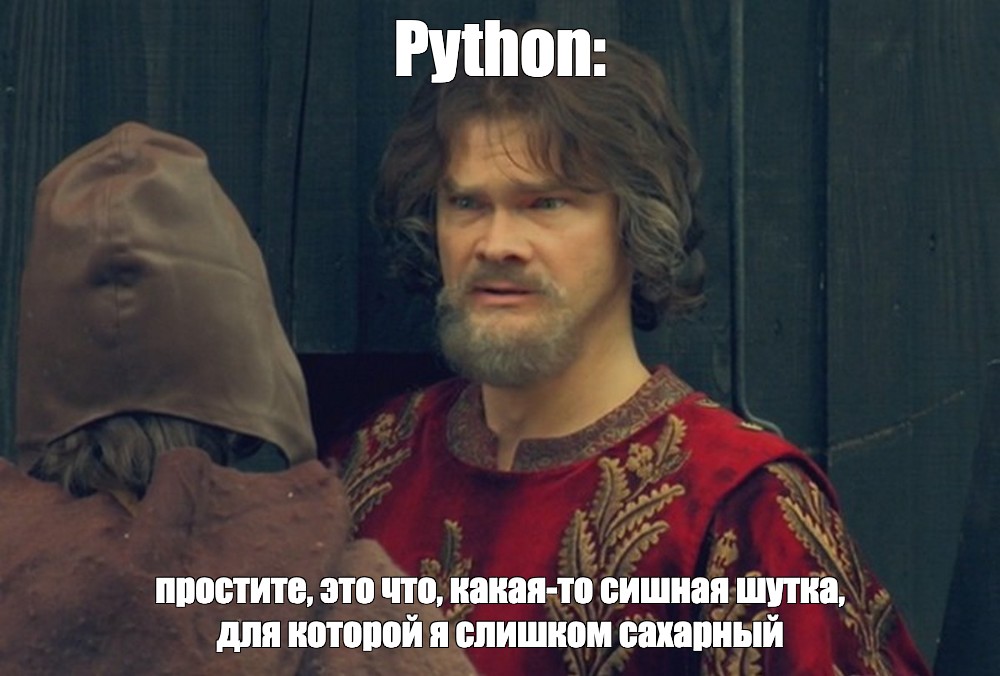 Python:
простите, это что, какая-то сишная шутка,
для которой я слишком сахарный